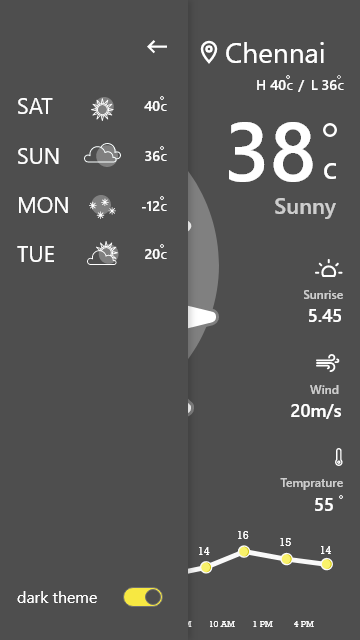 SAT 40°C
SUN 36°C
MON -12°C
TUE 20°C
dark theme
Chennai
H 40°C / L 36°C
38°C
Sunny
Sunrise
5.45
Wind
20m/s
Temprature
55 °
14 16 15 14
10 AM 1 PM 4 PM